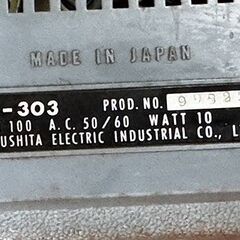 MADE IN JAPAN
-303 PROD. NO.
100 A.C. 50/60 WATT 10
USHITA ELECTRIC INDUSTRIAL CO., L